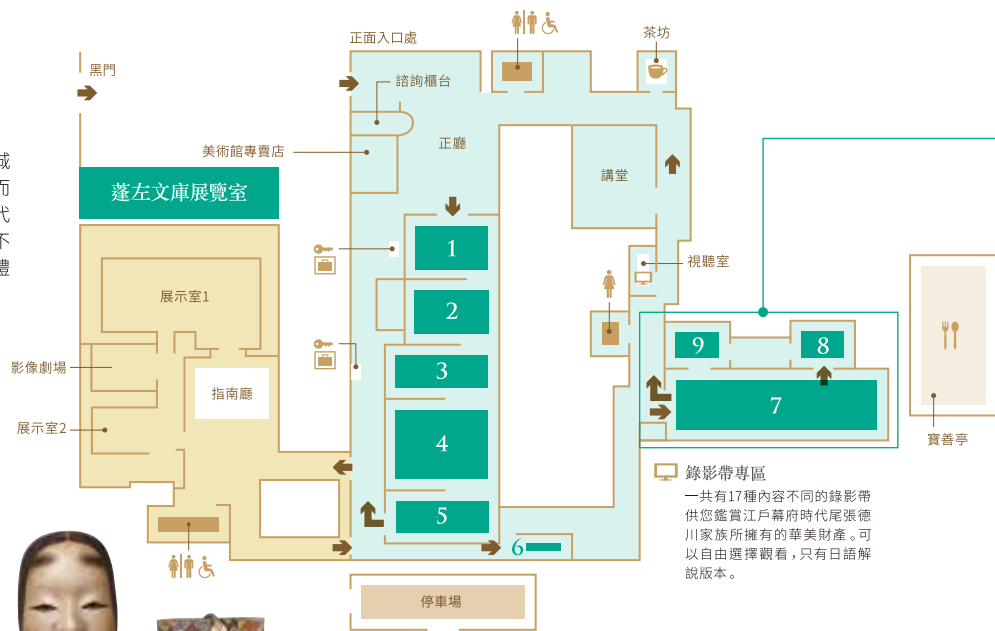 黑門
正面入口處
茶坊
諮詢櫃台
正廳
美術館專賣店
講堂
城
而
代
不
禮
蓬左文庫展覽室
1
視聽室
展示室1
2
3
9
8
影像劇場
指南廳
7
4
展示室2
寶善亭
5
6
錄影帶專區
一共有17種內容不同的錄影帶
供您鑑賞江戶幕府時代尾張德
川家族所擁有的華美財產。可
以自由選擇觀看，只有日語解
說版本。
停車場